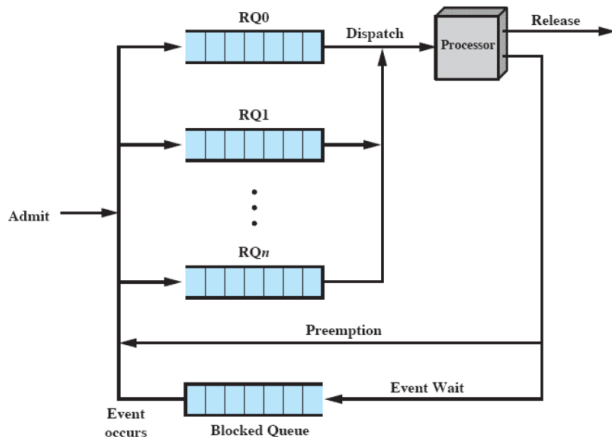 RQ0
Dispatch
Processor
Release
RQ1
Admit
RQn
Preemption
Event Wait
Event
occurs
Blocked Queue